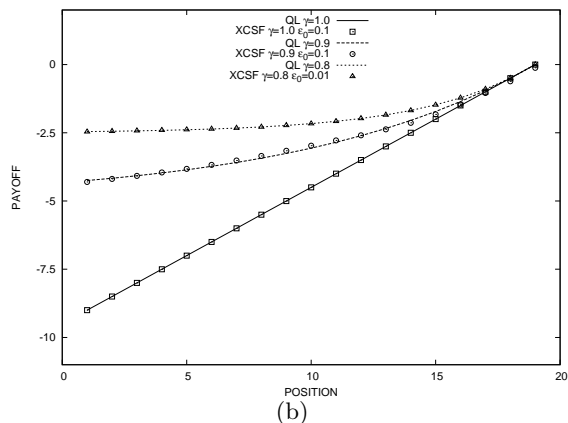 QL γ=1.0
XCSF γ=1.0 ε0=0.1
QL γ=0.9
XCSF γ=0.9 ε0=0.1
QL γ=0.8
XCSF γ=0.8 ε0=0.01
0
-2.5
-5
-7.5
-10
PAYOFF
0 5 10 15 20
POSITION
(b)